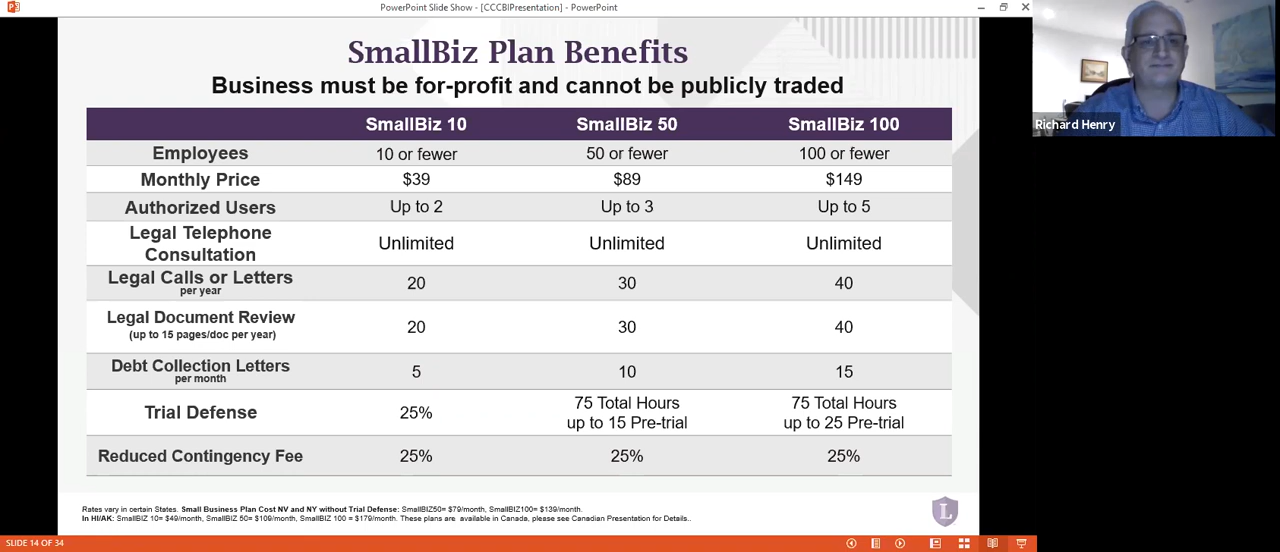 PowerPoint Slide Show - [CCCBIPresentation] - PowerPoint
SmallBiz Plan Benefits
Business must be for-profit and cannot be publicly traded
SmallBiz 10 SmallBiz 50 SmallBiz 100
Employees 10 or fewer 50 or fewer 100 or fewer
Monthly Price $39 $89 $149
Authorized Users Up to 2 Up to 3 Up to 5
Legal Telephone
Consultation Unlimited Unlimited Unlimited
Legal Calls or Letters
per year 20 30 40
Legal Document Review
(up to 15 pages/doc per year) 20 30 40
Debt Collection Letters
per month 5 10 15
Trial Defense 25% 75 Total Hours
up to 15 Pre-trial 75 Total Hours
up to 25 Pre-trial
Reduced Contingency Fee 25% 25% 25%
Rates vary in certain States. Small Business Plan Cost NV and NY without Trial Defense: SmallBIZ50= $79/month, SmallBIZ100= $139/month.
In HI/AK: SmallBIZ 10= $49/month, SmallBIZ 50= $109/month, SmallBIZ 100 = $179/month. These plans are available in Canada, please see Canadian Presentation for Details..
L
SLIDE 14 OF 34
Richard Henry